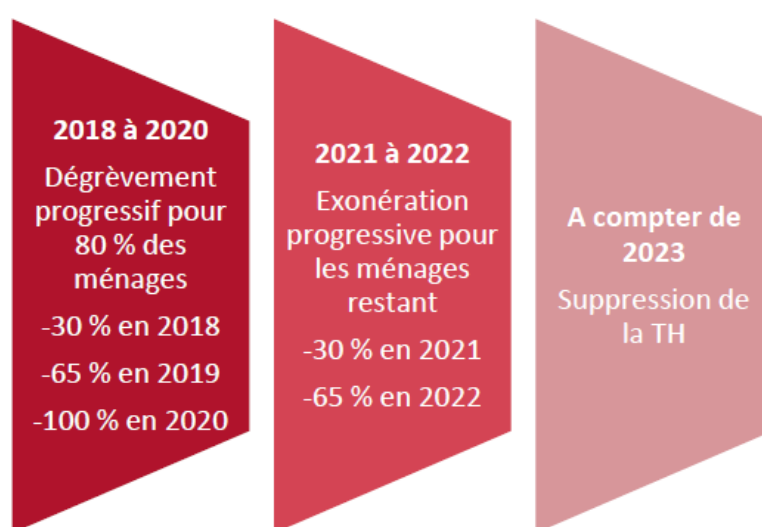 2018 à 2020
Dégrèvement
progressif pour
80 % des
ménages
-30 % en 2018
-65 % en 2019
-100 % en 2020
2021 à 2022
Exonération
progressive pour
les ménages
restant
-30 % en 2021
-65 % en 2022
A compter de
2023
Suppression de
la TH